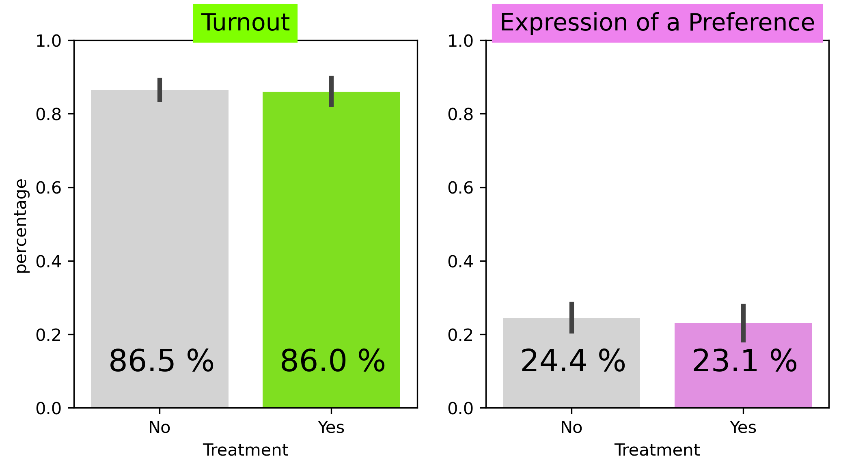 Turnout
Expression of a Preference
percentage
1.0
0.8
0.6
0.4
0.2
0.0
86.5 %
86.0 %
No
Yes
Treatment
1.0
0.8
0.6
0.4
0.2
0.0
24.4 %
23.1 %
No
Yes
Treatment